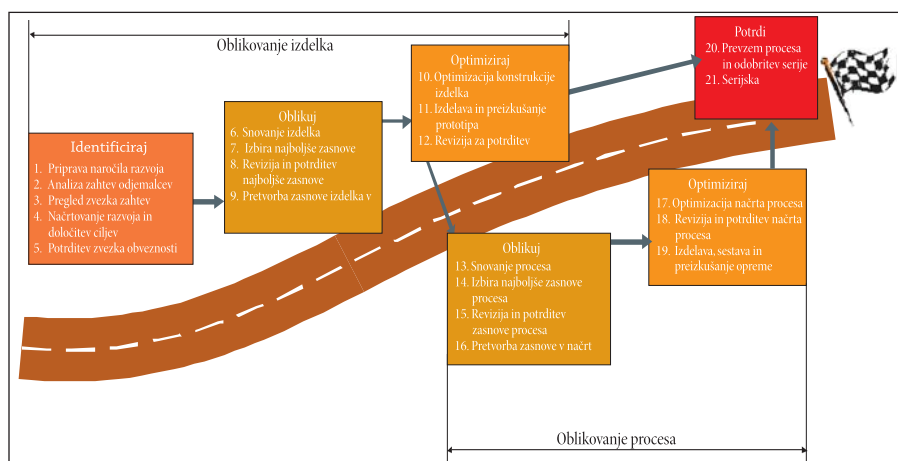 Oblikovanje izdelka
Identificiraj
1. Priprava naročila razvoja
2. Analiza zahtev odjemalcev
3. Pregled zvezka zahtev
4. Načrtovanje razvoja in
določitev ciljev
5. Potrditev zvezka obveznosti
Oblikuj
6. Snovanje izdelka
7. Izbira najboljše zasnove
8. Revizija in potrditev
najboljše zasnove
9. Pretvorba zasnove izdelka v
Optimiziraj
10. Optimizacija konstrukcije
izdelka
11. Izdelava in preizkušanje
prototipa
12. Revizija za potrditev
Oblikuj
13. Snovanje procesa
14. Izbira najboljše zasnove
procesa
15. Revizija in potrditev
zasnove procesa
16. Pretvorba zasnove v načrt
Optimiziraj
17. Optimizacija načrta procesa
18. Revizija in potrditev načrta
procesa
19. Izdelava, sestava in
preizkušanje opreme
Potrdi
20. Prevzem procesa
in odobritev serije
21. Serijska
Oblikovanje procesa